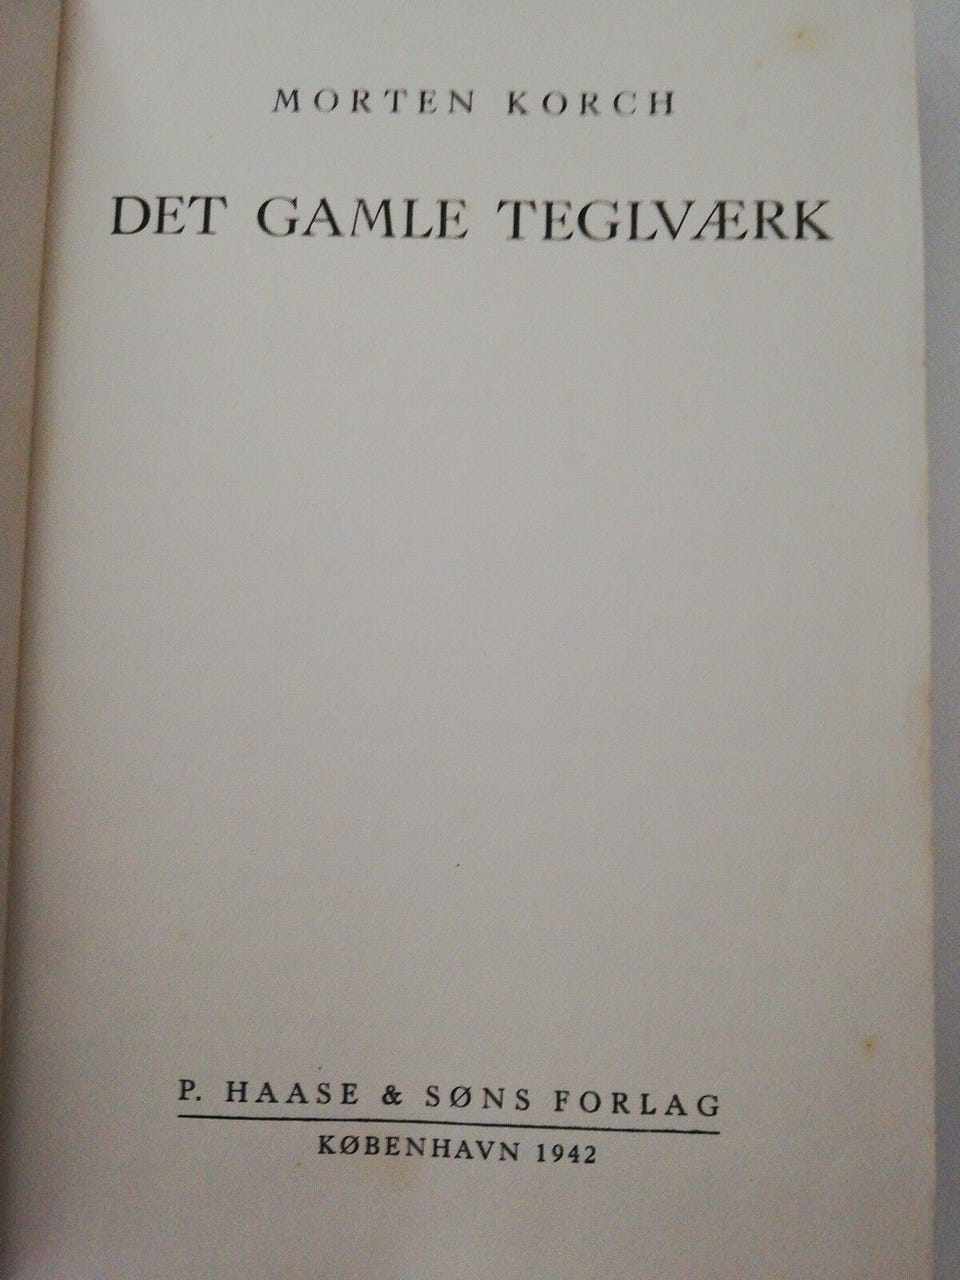 MORTEN KORCH
DET GAMLE TEGLVÆRK
P. HAASE & SØNS FORLAG
KØBENHAVN 1942